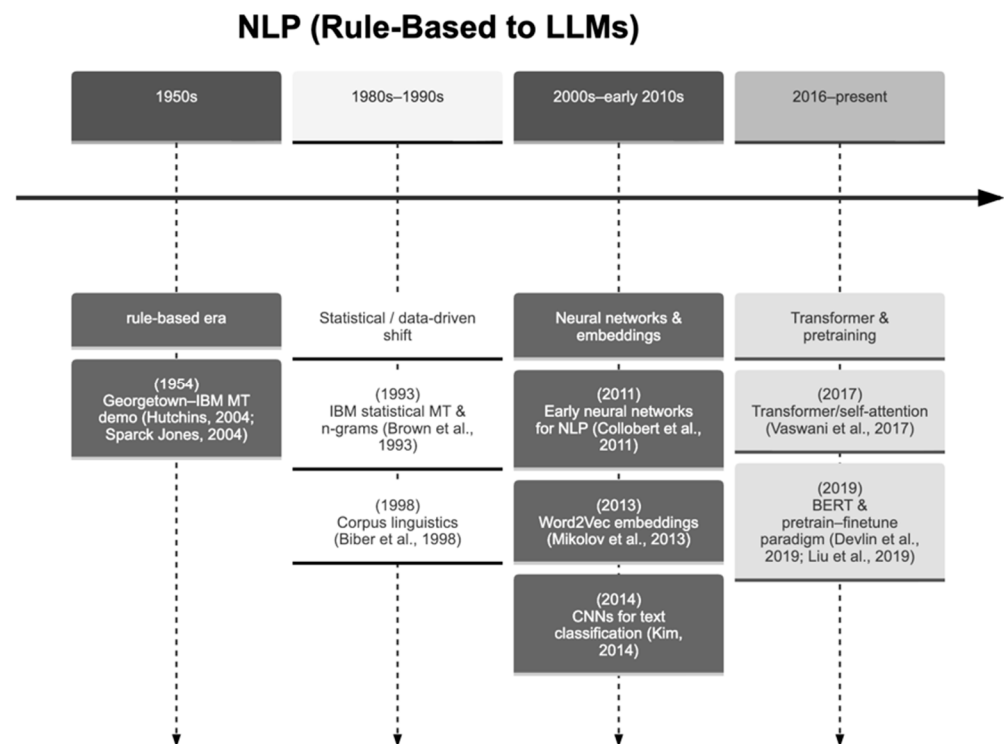 NLP (Rule-Based to LLMs)
1950s
1980s–1990s
2000s–early 2010s
2016–present
rule-based era
(1954)
Georgetown–IBM MT
demo (Hutchins, 2004;
Sparck Jones, 2004)
Statistical / data-driven
shift
(1993)
IBM statistical MT &
n-grams (Brown et al.,
1993)
(1998)
Corpus linguistics
(Biber et al., 1998)
Neural networks &
embeddings
(2011)
Early neural networks
for NLP (Collobert et al.,
2011)
(2013)
Word2Vec embeddings
(Mikolov et al., 2013)
(2014)
CNNs for text
classification (Kim,
2014)
Transformer &
pretraining
(2017)
Transformer/self-attention
(Vaswani et al., 2017)
(2019)
BERT &
pretrain–finetune
paradigm (Devlin et al.,
2019; Liu et al., 2019)